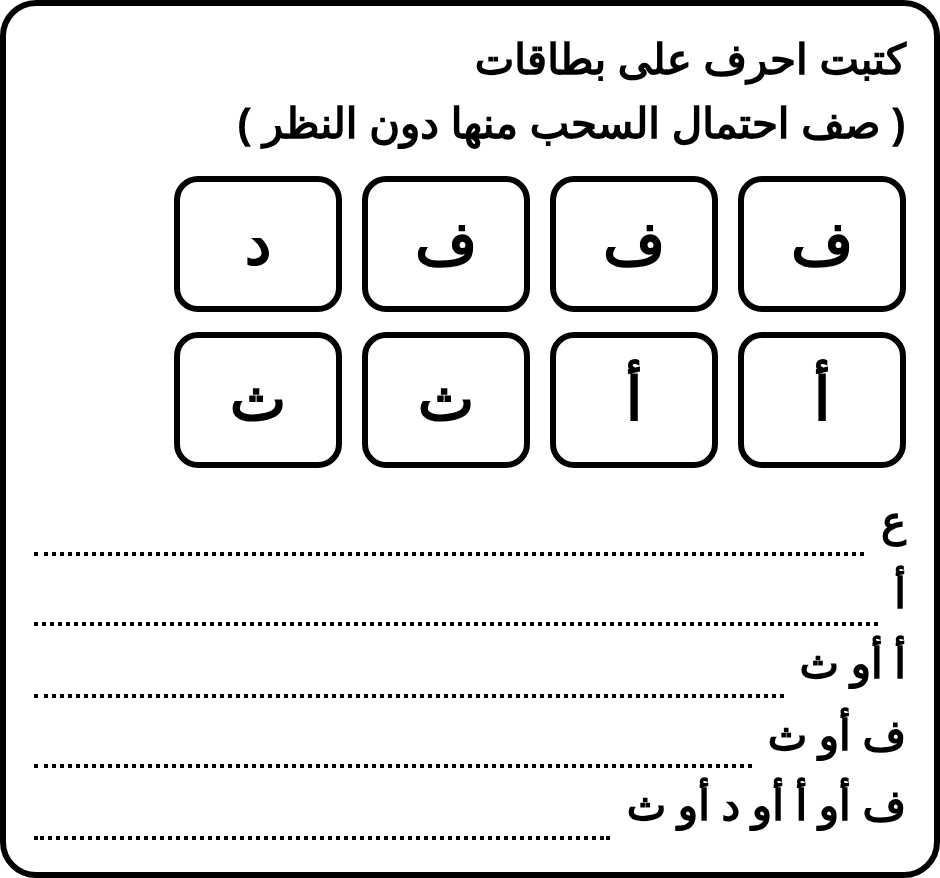 كتبت احرف على بطاقات
( صف احتمال السحب منها دون النظر )
ف ف ف د
أ أ ث ث
ع
أ
أ أو ث
ف أو ث
ف أو أ أو د أو ث